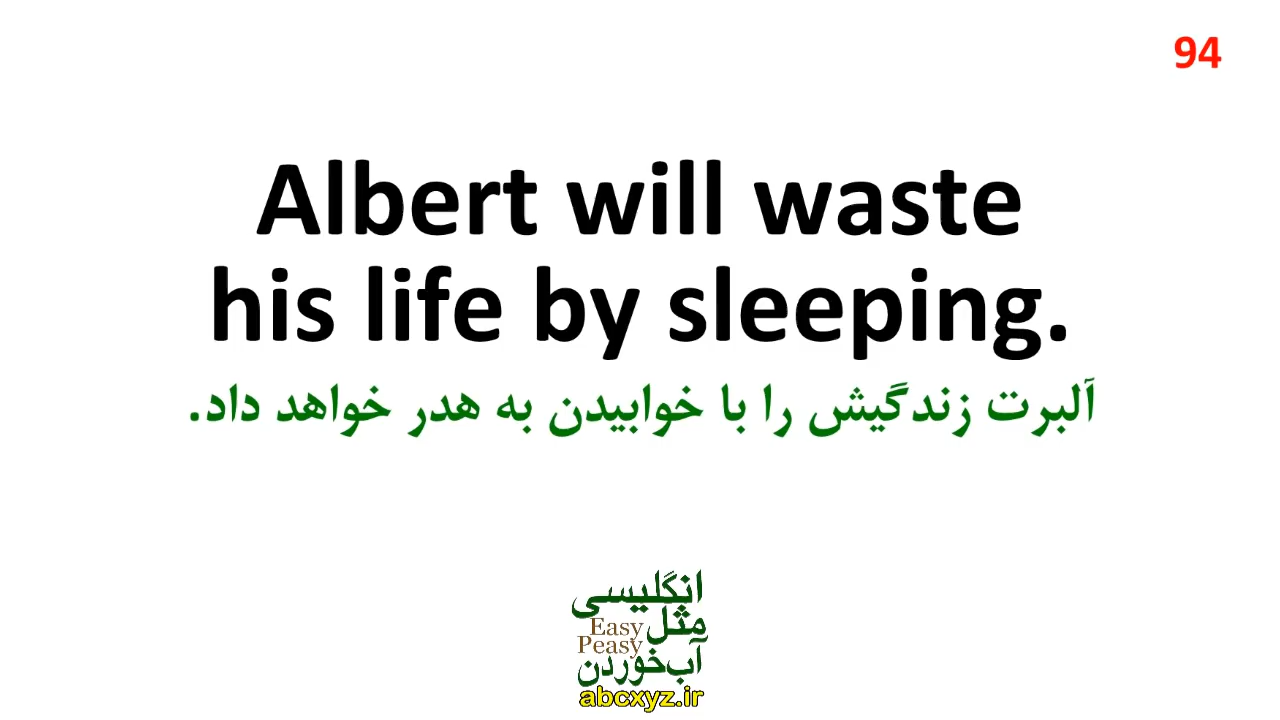 94
Albert will waste
his life by sleeping.
آلبرت زندگیش را با خوابیدن به هدر خواهد داد.
انگلیسی
مثل
Easy
Peasy
آب‌خوردن
abcxyz.ir